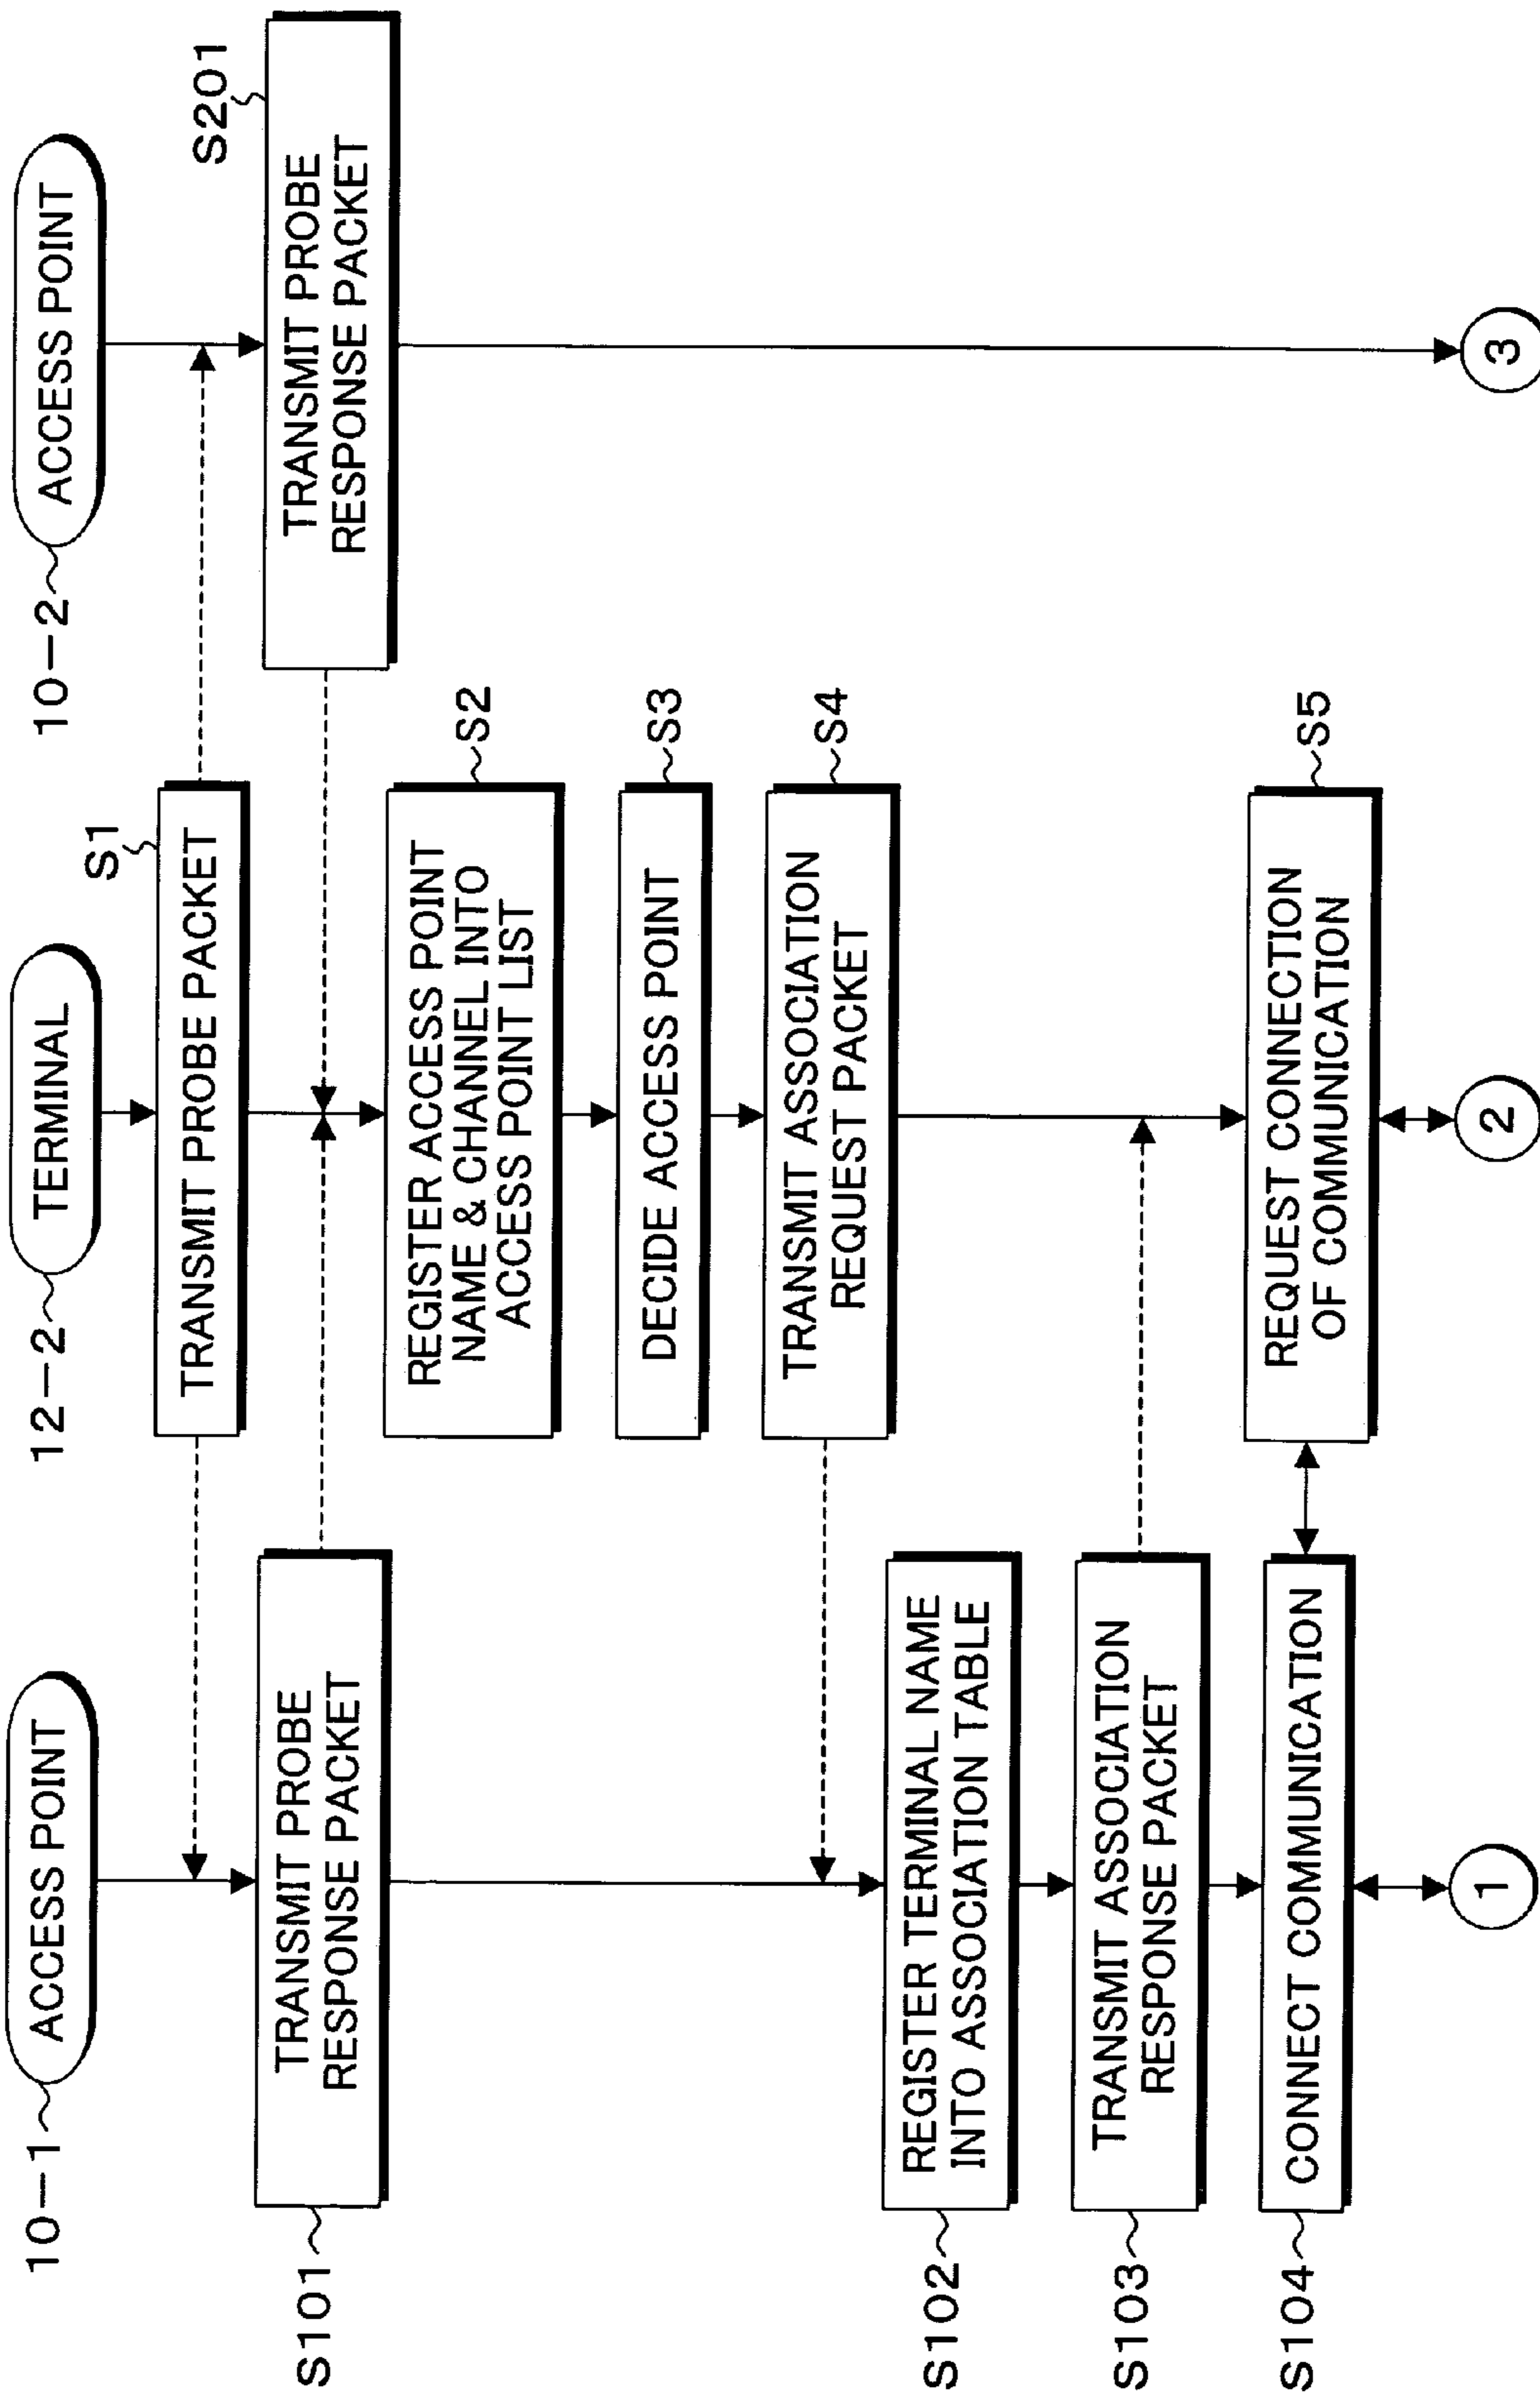 10-1
ACCESS POINT
12-2
TERMINAL
10-2
ACCESS POINT
S1
TRANSMIT PROBE PACKET
S101
TRANSMIT PROBE
RESPONSE PACKET
S201
TRANSMIT PROBE
RESPONSE PACKET
REGISTER ACCESS POINT
NAME & CHANNEL INTO
ACCESS POINT LIST
S2
DECIDE ACCESS POINT
S3
TRANSMIT ASSOCIATION
REQUEST PACKET
S4
S102
REGISTER TERMINAL NAME
INTO ASSOCIATION TABLE
S103
TRANSMIT ASSOCIATION
RESPONSE PACKET
S104
CONNECT COMMUNICATION
REQUEST CONNECTION
OF COMMUNICATION
S5
1
2
3